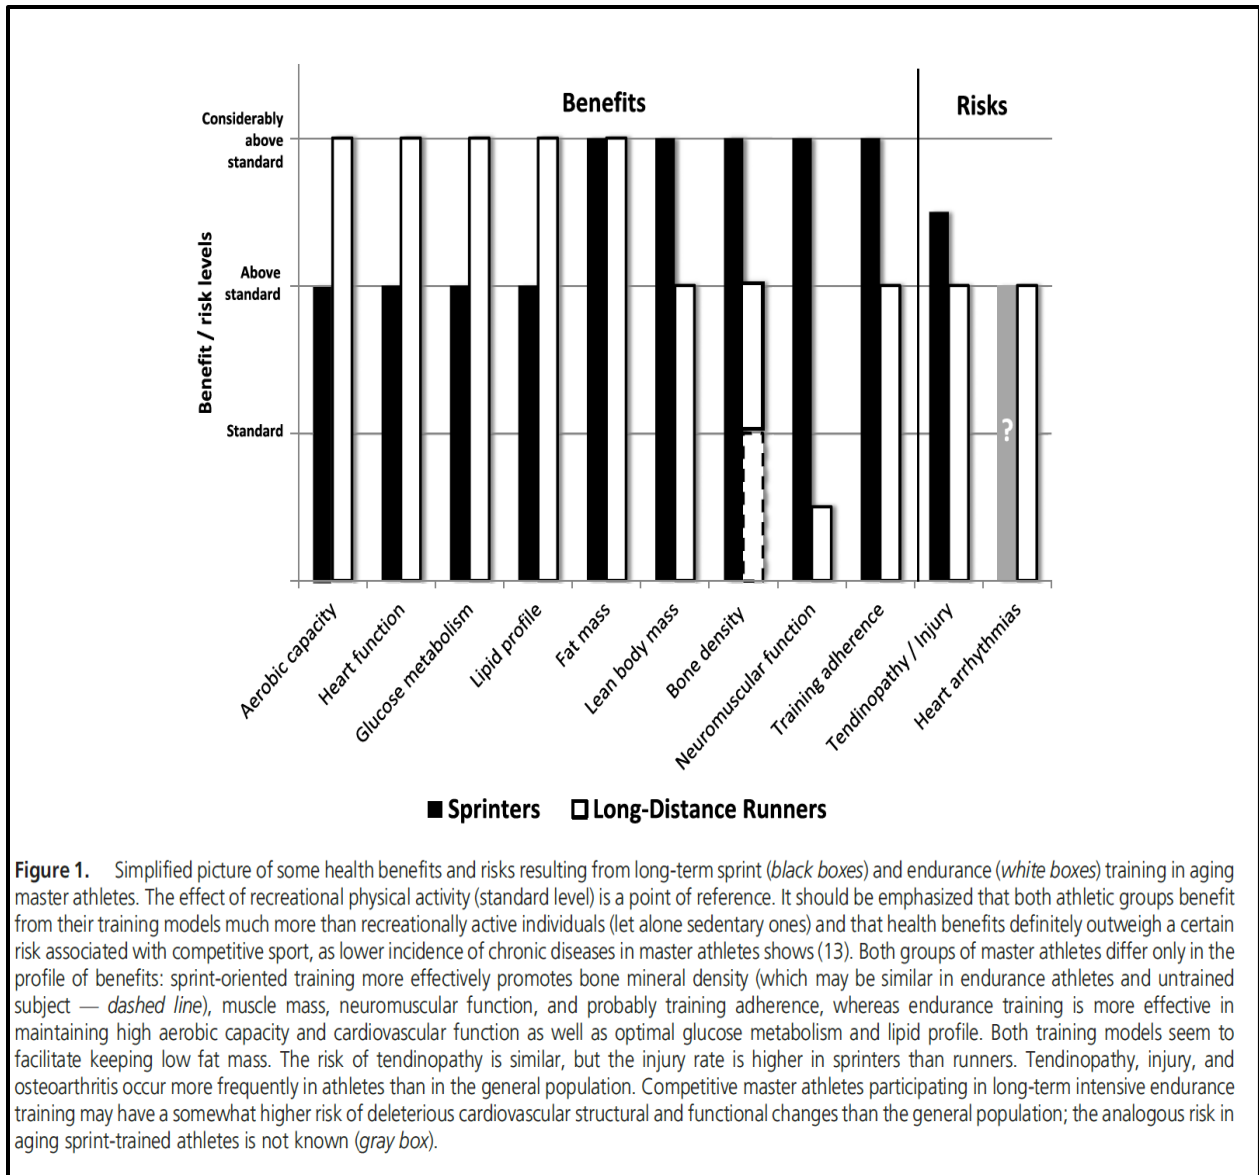 Benefits
Risks
Considerably
above
standard
Above
standard
Standard
Benefit / risk levels
?
Aerobic capacity
Heart function
Glucose metabolism
Lipid profile
Fat mass
Lean body mass
Bone density
Neuromuscular function
Training adherence
Tendinopathy / Injury
Heart arrhythmias
Sprinters
Long-Distance Runners
Figure 1. Simplified picture of some health benefits and risks resulting from long-term sprint (black boxes) and endurance (white boxes) training in aging
master athletes. The effect of recreational physical activity (standard level) is a point of reference. It should be emphasized that both athletic groups benefit
from their training models much more than recreationally active individuals (let alone sedentary ones) and that health benefits definitely outweigh a certain
risk associated with competitive sport, as lower incidence of chronic diseases in master athletes shows (13). Both groups of master athletes differ only in the
profile of benefits: sprint-oriented training more effectively promotes bone mineral density (which may be similar in endurance athletes and untrained
subject — dashed line), muscle mass, neuromuscular function, and probably training adherence, whereas endurance training is more effective in
maintaining high aerobic capacity and cardiovascular function as well as optimal glucose metabolism and lipid profile. Both training models seem to
facilitate keeping low fat mass. The risk of tendinopathy is similar, but the injury rate is higher in sprinters than runners. Tendinopathy, injury, and
osteoarthritis occur more frequently in athletes than in the general population. Competitive master athletes participating in long-term intensive endurance
training may have a somewhat higher risk of deleterious cardiovascular structural and functional changes than the general population; the analogous risk in
aging sprint-trained athletes is not known (gray box).